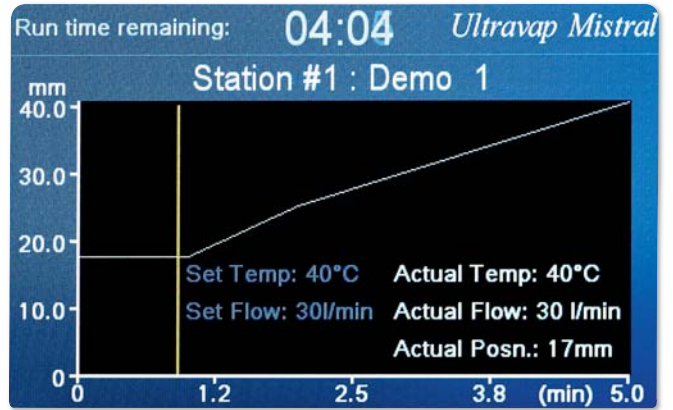 Run time remaining: 04:04 Ultravap Mistral
Station #1 : Demo 1
mm
40.0
30.0
Set Temp: 40°C Actual Temp: 40°C
20.0
Set Flow: 30l/min Actual Flow: 30 l/min
10.0
Actual Posn.: 17mm
0
0 1.2 2.5 3.8 (min) 5.0